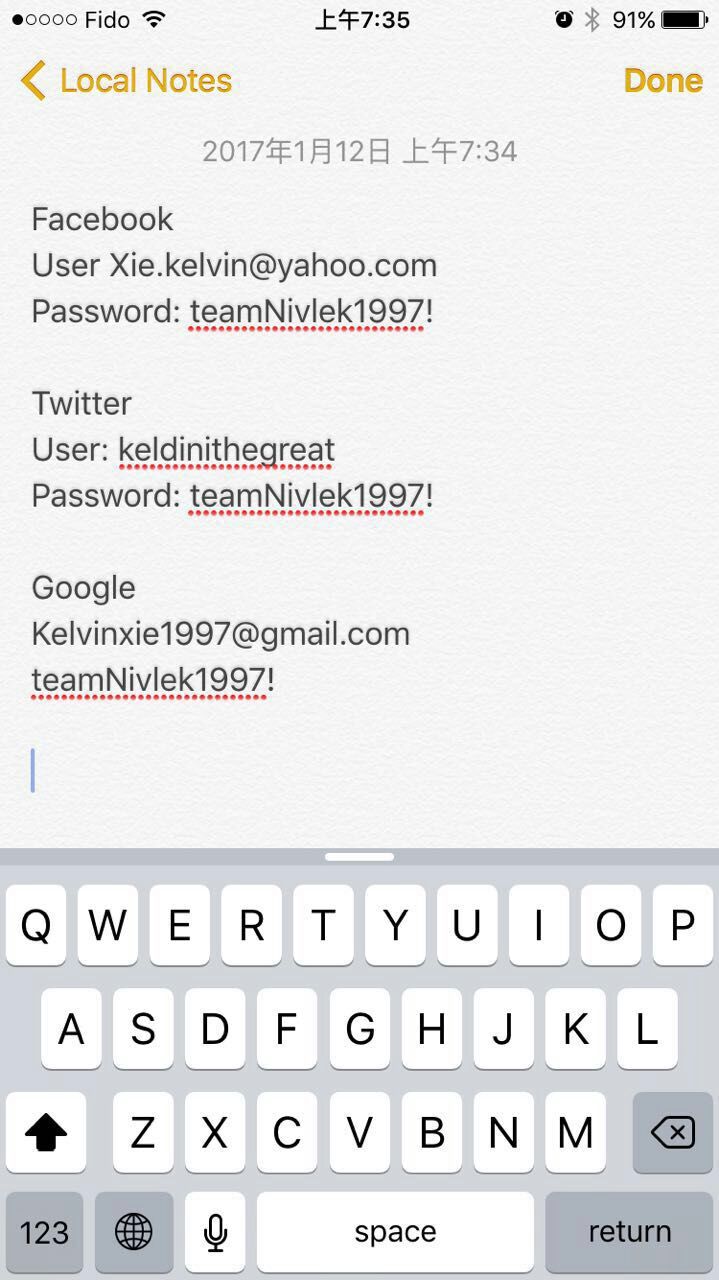 Fido 上午7:35 91%
Local Notes Done
2017年1月12日 上午7:34
Facebook
User Xie.kelvin@yahoo.com
Password: teamNivlek1997!
Twitter
User: keldinithegreat
Password: teamNivlek1997!
Google
Kelvinxie1997@gmail.com
teamNivlek1997!
Q W E R T Y U I O P
A S D F G H J K L
Z X C V B N M
123 space return